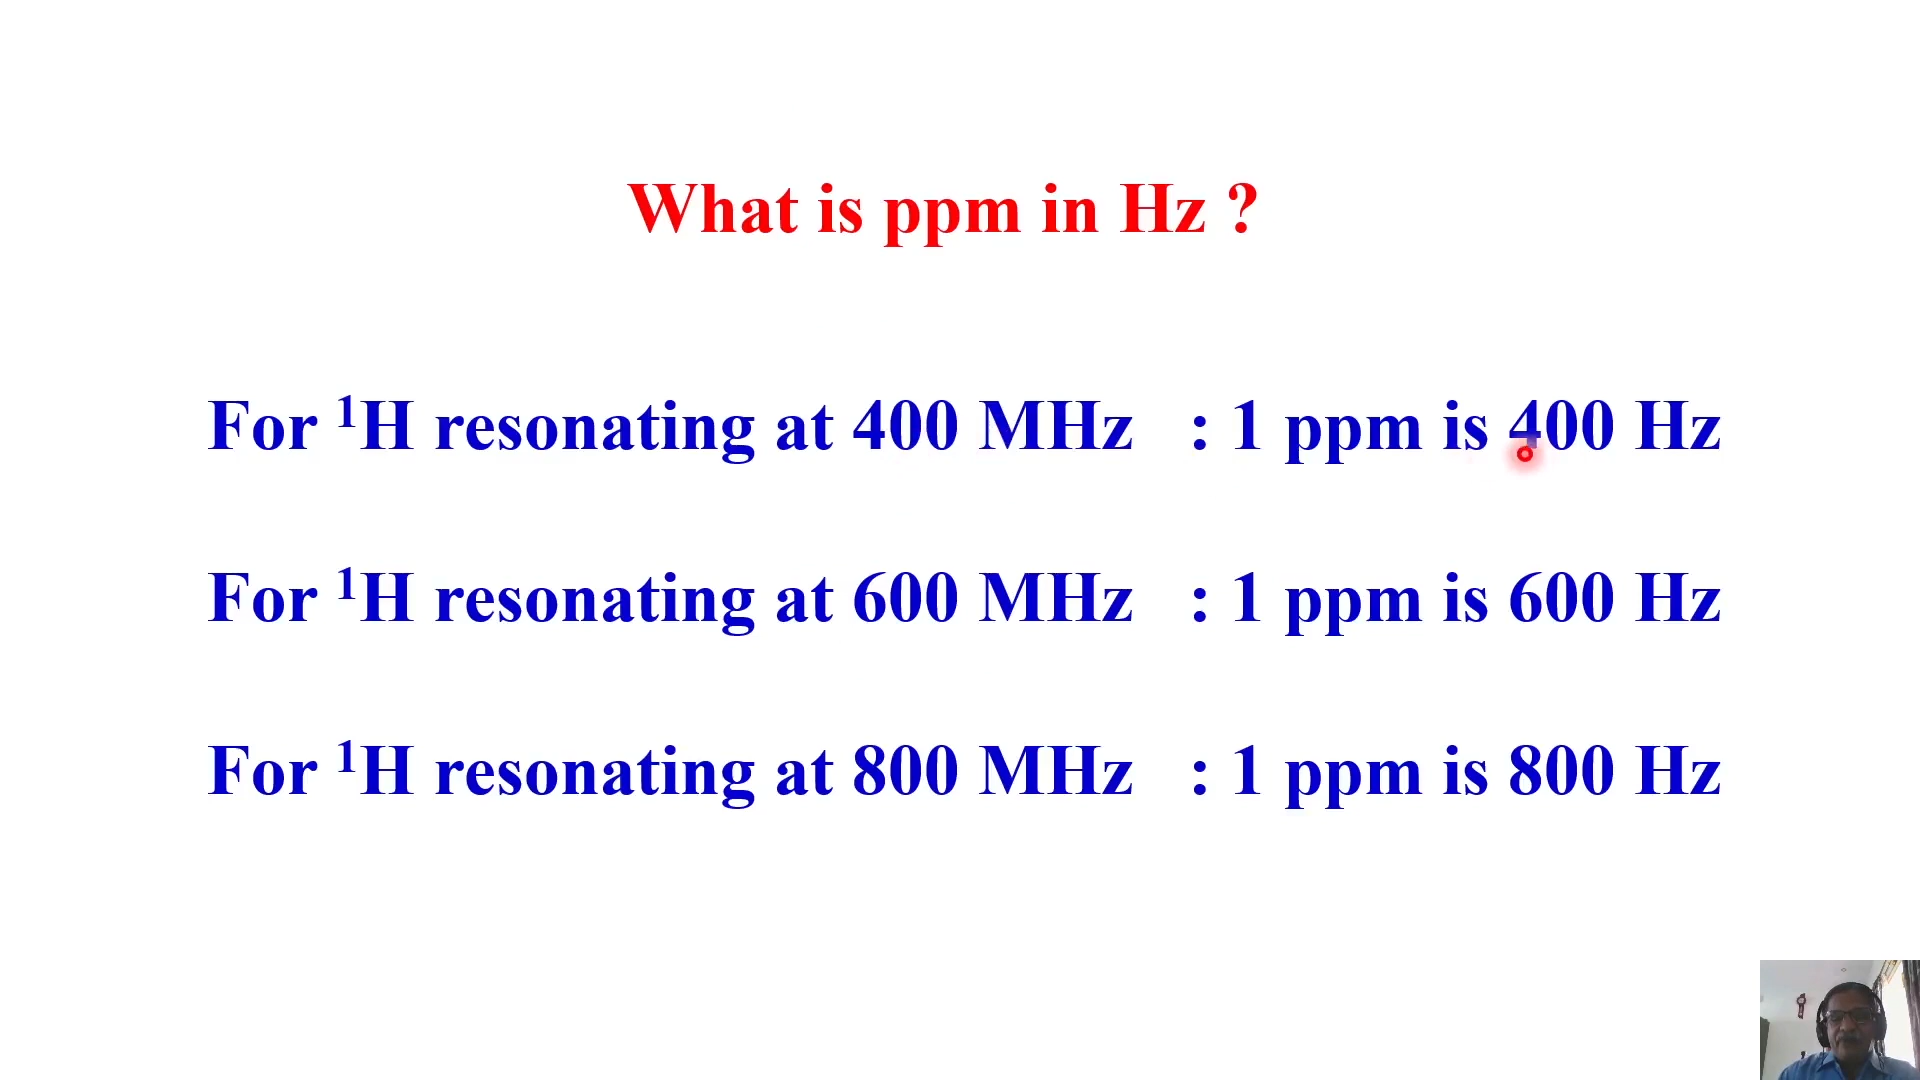 What is ppm in Hz ?
For ¹H resonating at 400 MHz : 1 ppm is 400 Hz
For ¹H resonating at 600 MHz : 1 ppm is 600 Hz
For ¹H resonating at 800 MHz : 1 ppm is 800 Hz